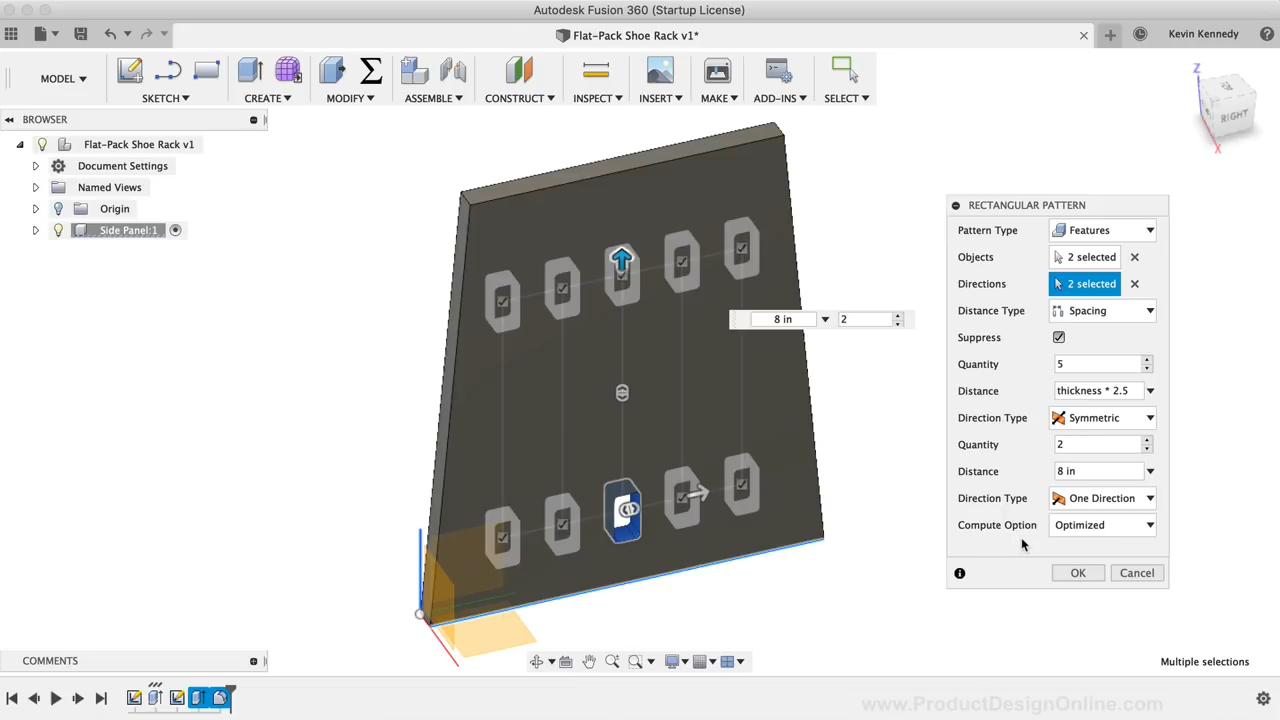 Autodesk Fusion 360 (Startup License)
Flat-Pack Shoe Rack v1*
Kevin Kennedy
MODEL
SKETCH
CREATE
MODIFY
ASSEMBLE
CONSTRUCT
INSPECT
INSERT
MAKE
ADD-INS
SELECT
BROWSER
Flat-Pack Shoe Rack v1
Document Settings
Named Views
Origin
Side Panel:1
Z
RIGHT
X
8 in
2
RECTANGULAR PATTERN
Pattern Type Features
Objects 2 selected
Directions 2 selected
Distance Type Spacing
Suppress
Quantity 5
Distance thickness * 2.5
Direction Type Symmetric
Quantity 2
Distance 8 in
Direction Type One Direction
Compute Option Optimized
OK Cancel
COMMENTS
Multiple selections
www.ProductDesignOnline.com